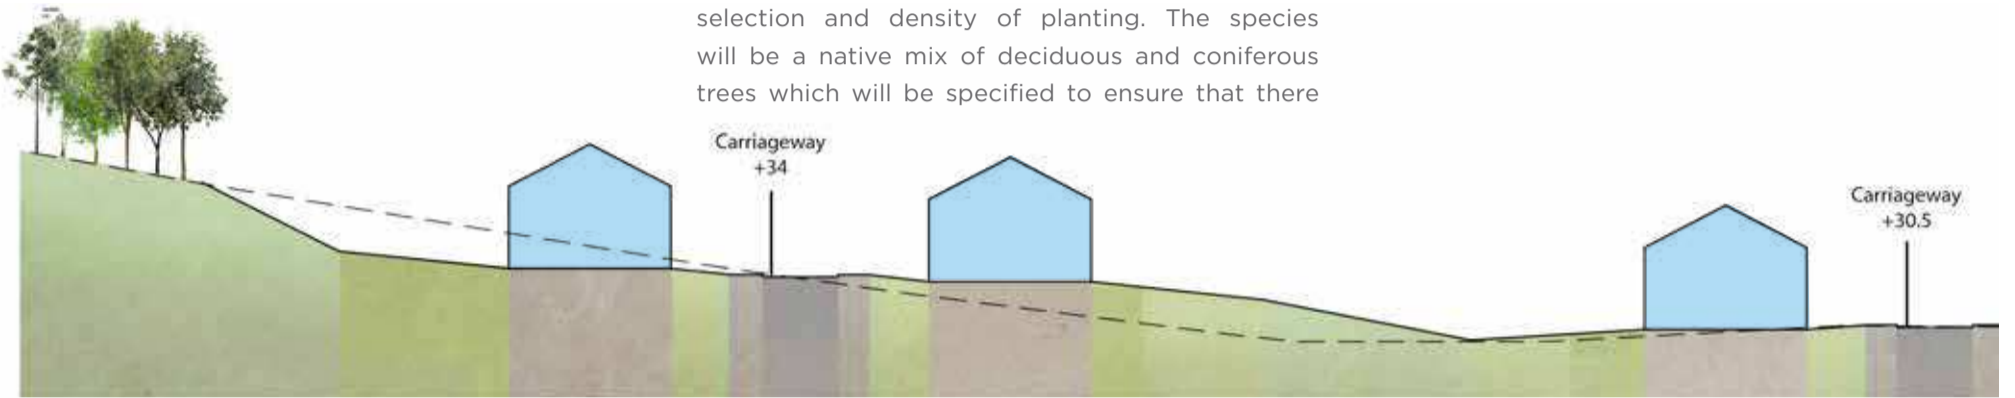 selection and density of planting. The species
will be a native mix of deciduous and coniferous
trees which will be specified to ensure that there
Carriageway
+34
Carriageway
+30.5